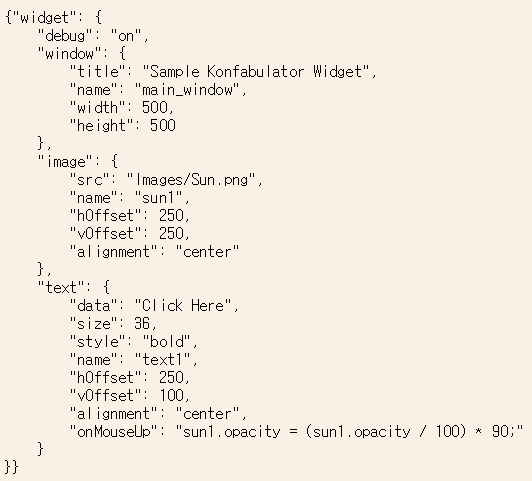 {"widget": {
    "debug": "on",
    "window": {
        "title": "Sample Konfabulator Widget",
        "name": "main_window",
        "width": 500,
        "height": 500
    },
    "image": {
        "src": "Images/Sun.png",
        "name": "sun1",
        "hOffset": 250,
        "vOffset": 250,
        "alignment": "center"
    },
    "text": {
        "data": "Click Here",
        "size": 36,
        "style": "bold",
        "name": "text1",
        "hOffset": 250,
        "vOffset": 100,
        "alignment": "center",
        "onMouseUp": "sun1.opacity = (sun1.opacity / 100) * 90;"
    }
}}